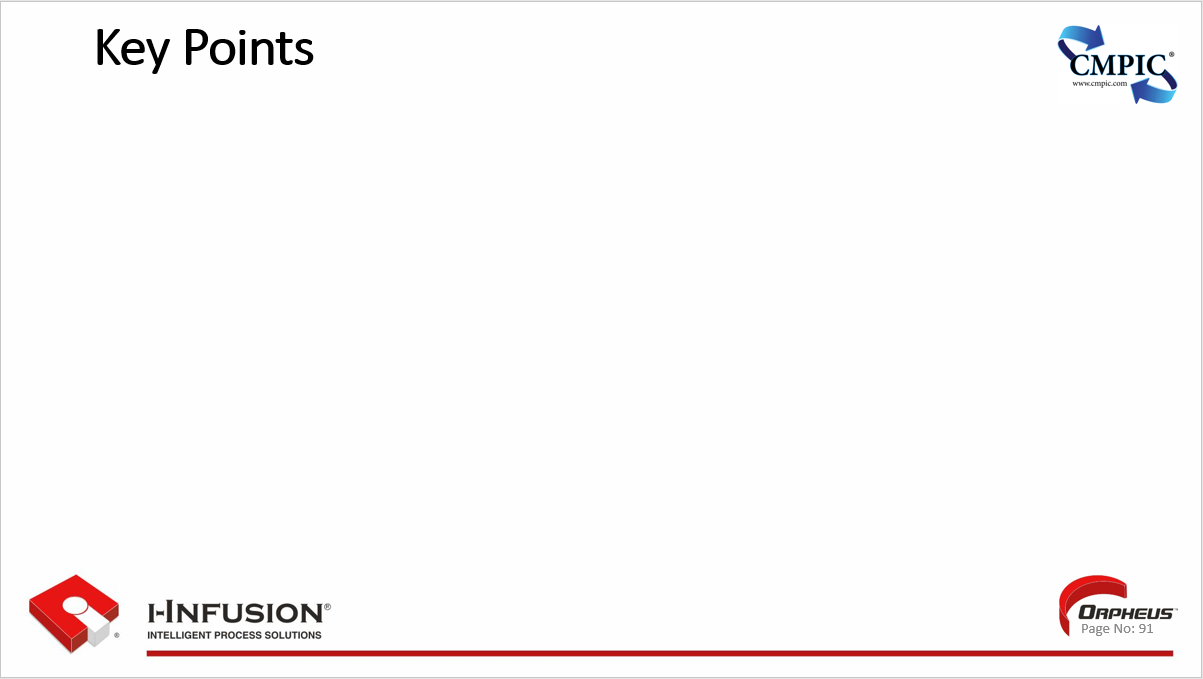 Key Points
CMPIC®
www.cmpic.com
I-INFUSION®
INTELLIGENT PROCESS SOLUTIONS
®
ORPHEUS™
Page No: 91